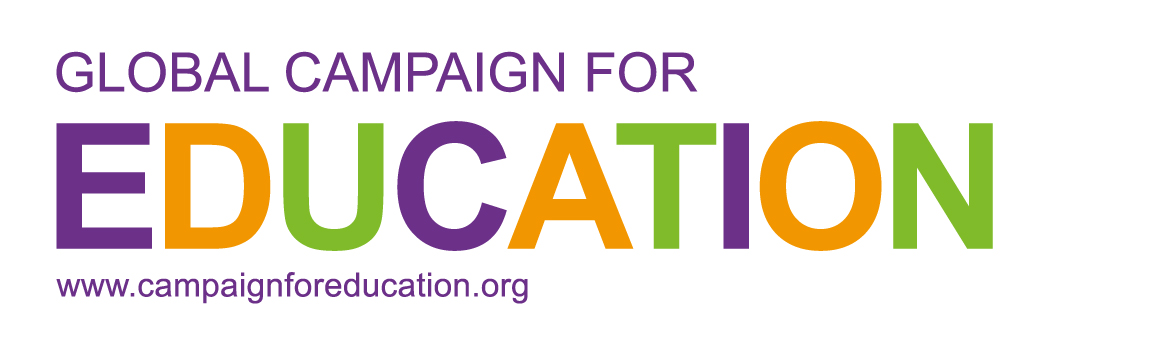 GLOBAL CAMPAIGN FOR
EDUCATION
www.campaignforeducation.org